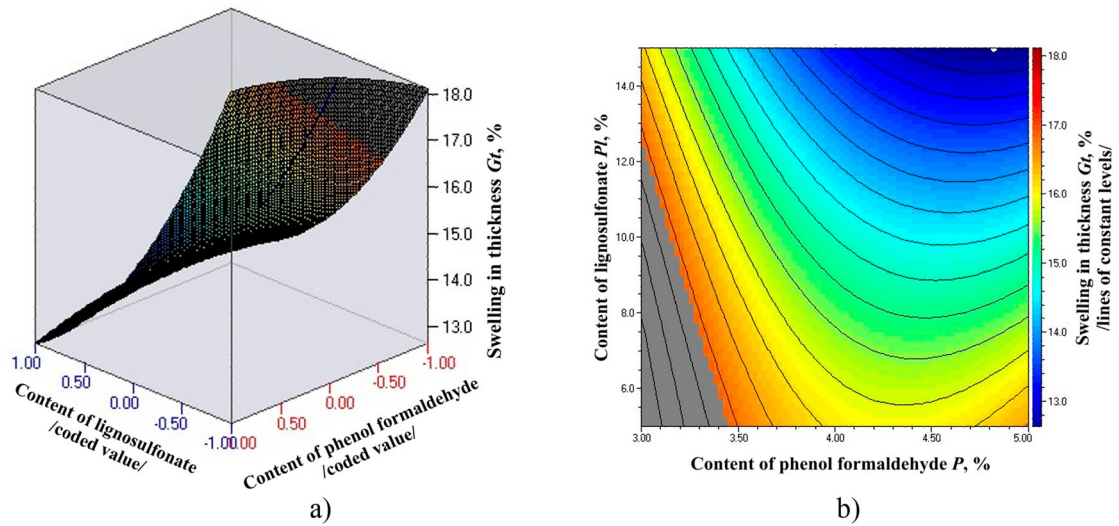 18.0
17.0
16.0
15.0
14.0
13.0
Swelling in thickness Gt, %
1.00
0.50
0.00
-0.50
-1.00
Content of lignosulfonate
/coded value/
-1.00
-0.50
0.00
0.50
Content of phenol formaldehyde
/coded value/
a)
14.0
12.0
10.0
8.0
6.0
Content of lignosulfonate Pl, %
3.00 3.50 4.00 4.50 5.00
Content of phenol formaldehyde P, %
18.0
17.0
16.0
15.0
14.0
13.0
Swelling in thickness Gt, %
/lines of constant levels/
b)